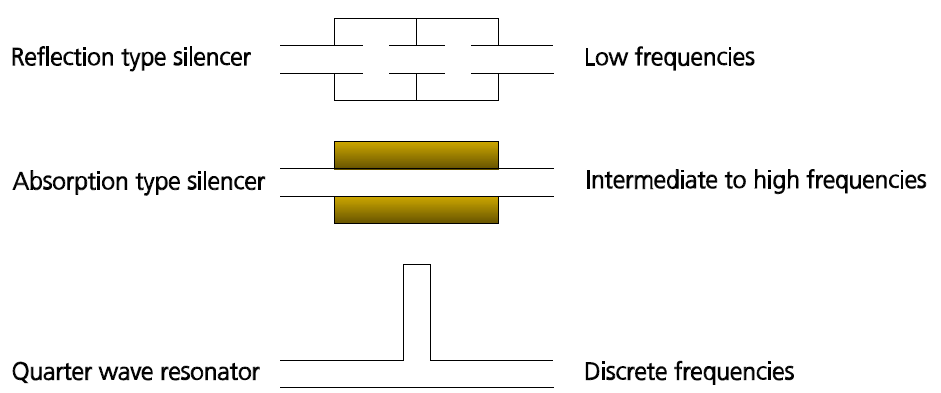 Reflection type silencer
Low frequencies
Absorption type silencer
Intermediate to high frequencies
Quarter wave resonator
Discrete frequencies